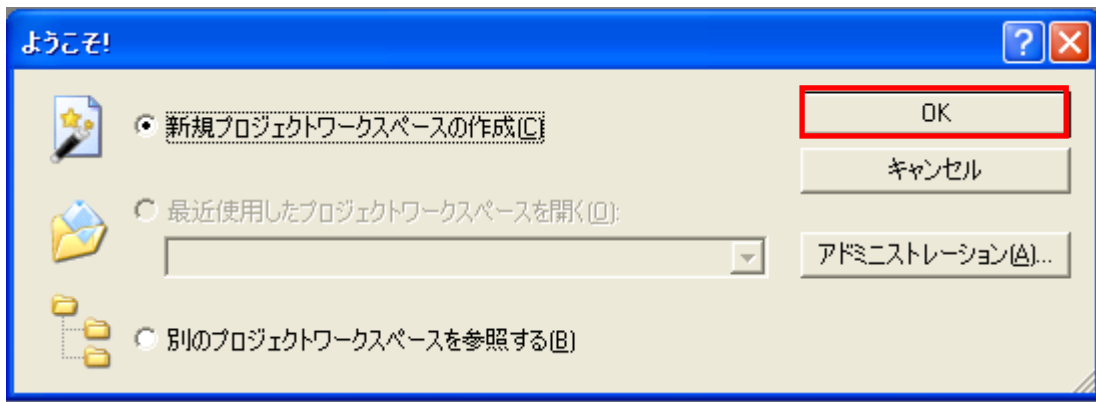 ようこそ!
新規プロジェクトワークスペースの作成(C)
OK
キャンセル
最近使用したプロジェクトワークスペースを開く(O):
アドミニストレーション(A)...
別のプロジェクトワークスペースを参照する(B)